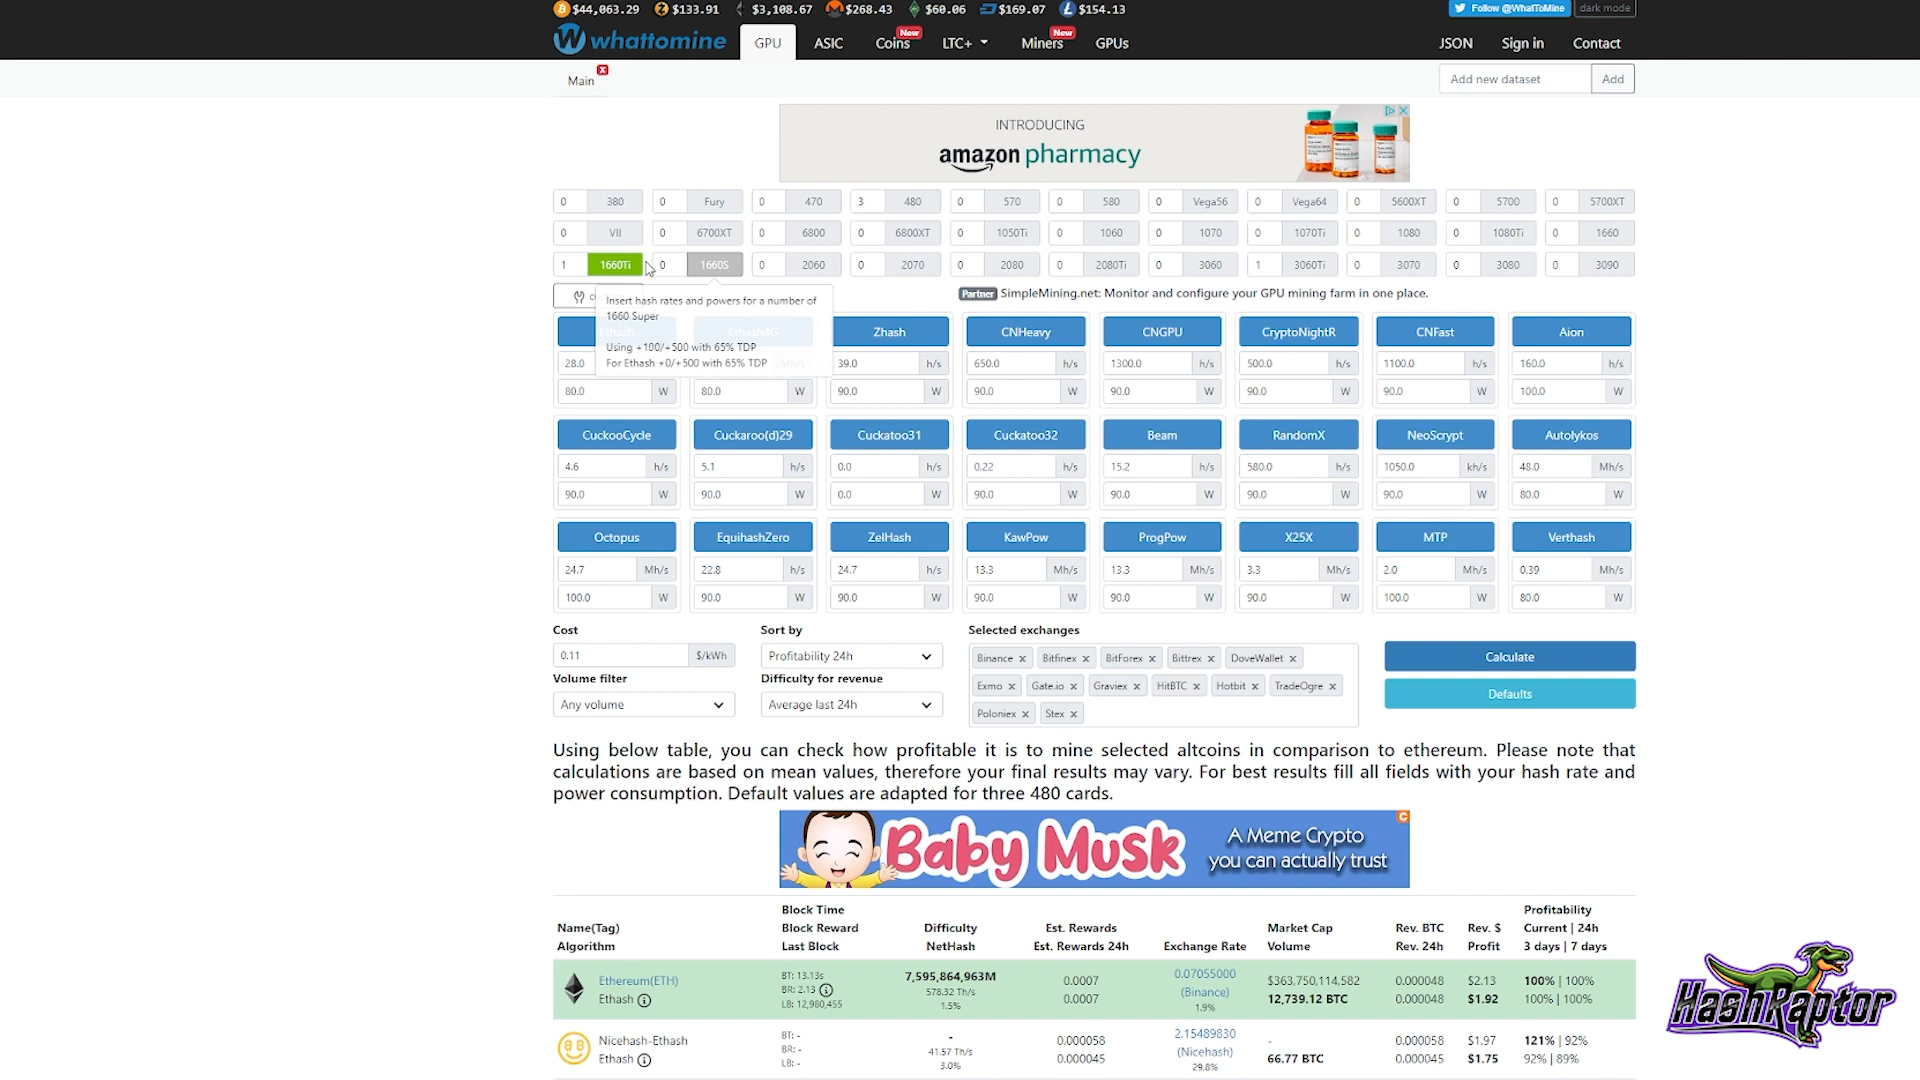 $44,063.29 $133.91 $3,108.67 $268.43 $60.06 $169.07 $154.13 Follow @WhatToMine dark mode
whattomine GPU ASIC Coins New LTC+ Miners New GPUs JSON Sign in Contact
Main x Add new dataset Add
INTRODUCING
amazon pharmacy
0 380 0 Fury 0 470 3 480 0 570 0 580 0 Vega56 0 Vega64 0 5600XT 0 5700 0 5700XT
0 VII 0 6700XT 0 6800 0 6800XT 0 1050Ti 0 1060 0 1070 0 1070Ti 0 1080 0 1080Ti 0 1660
1 1660Ti 0 1660S 0 2060 0 2070 0 2080 0 2080Ti 0 3060 1 3060Ti 0 3070 0 3080 0 3090
Partner SimpleMining.net: Monitor and configure your GPU mining farm in one place.
Insert hash rates and powers for a number of
1660 Super
Using +100/+500 with 65% TDP
For Ethash +0/+500 with 65% TDP
Ethash Ethash4G Zhash CNHeavy CNGPU CryptoNightR CNFast Aion
28.0 Mh/s 39.0 h/s 650.0 h/s 1300.0 h/s 500.0 h/s 1100.0 h/s 160.0 h/s
80.0 W 80.0 W 90.0 W 90.0 W 90.0 W 90.0 W 90.0 W 100.0 W
CuckooCycle Cuckaroo(d)29 Cuckatoo31 Cuckatoo32 Beam RandomX NeoScrypt Autolykos
4.6 h/s 5.1 h/s 0.0 h/s 0.22 h/s 15.2 h/s 580.0 h/s 1050.0 kh/s 48.0 Mh/s
90.0 W 90.0 W 0.0 W 90.0 W 90.0 W 90.0 W 90.0 W 80.0 W
Octopus EquihashZero ZelHash KawPow ProgPow X25X MTP Verthash
24.7 Mh/s 22.8 h/s 24.7 h/s 13.3 Mh/s 13.3 Mh/s 3.3 Mh/s 2.0 Mh/s 0.39 Mh/s
100.0 W 90.0 W 90.0 W 90.0 W 90.0 W 90.0 W 100.0 W 80.0 W
Cost Sort by Selected exchanges
0.11 $/kWh Profitability 24h Binance × Bitfinex × BitForex × Bittrex × DoveWallet × Calculate
Volume filter Difficulty for revenue Exmo × Gate.io × Graviex × HitBTC × Hotbit × TradeOgre × Defaults
Any volume Average last 24h Poloniex × Stex ×
Using below table, you can check how profitable it is to mine selected altcoins in comparison to ethereum. Please note that
calculations are based on mean values, therefore your final results may vary. For best results fill all fields with your hash rate and
power consumption. Default values are adapted for three 480 cards.
Baby Musk A Meme Crypto
you can actually trust
Block Time Profitability
Name(Tag) Block Reward Difficulty Est. Rewards Market Cap Rev. BTC Rev. $ Current | 24h
Algorithm Last Block NetHash Est. Rewards 24h Exchange Rate Volume Rev. 24h Profit 3 days | 7 days
Ethereum(ETH) BT: 13.13s 7,595,864,963M 0.0007 0.07055000 $363,750,114,582 0.000048 $2.13 100% | 100%
Ethash BR: 2.13 578.32 Th/s 0.0007 (Binance) 12,739.12 BTC 0.000048 $1.92 100% | 100%
LB: 12,980,455 1.5% 1.9%
Nicehash-Ethash BT: - - 0.000058 2.15489830 - 0.000058 $1.97 121% | 92%
Ethash BR: - 41.57 Th/s 0.000045 (Nicehash) 66.77 BTC 0.000045 $1.75 92% | 89%
LB: - 3.0% 29.8%
HashRaptor